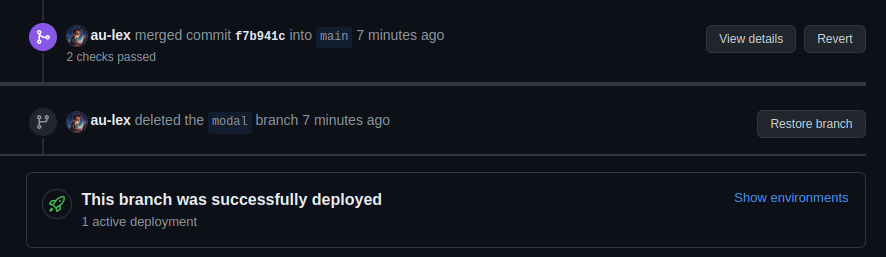 au-lex merged commit f7b941c into main 7 minutes ago
View details
Revert
2 checks passed
au-lex deleted the modal branch 7 minutes ago
Restore branch
This branch was successfully deployed
Show environments
1 active deployment